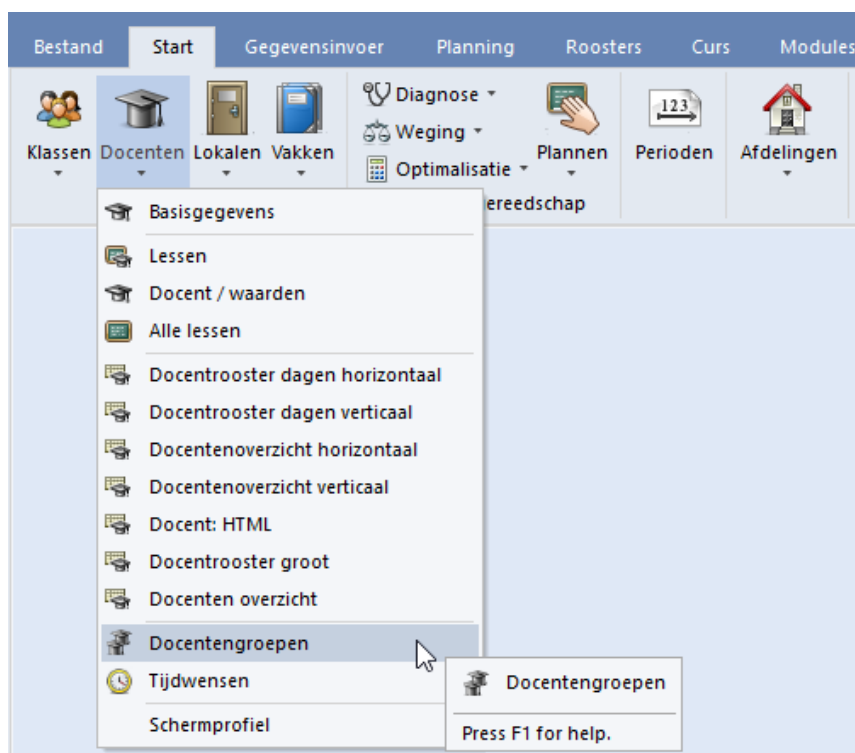 Bestand Start Gegevensinvoer Planning Roosters Curs Modules
Klassen Docenten Lokalen Vakken Diagnose Weging Optimalisatie Plannen Perioden 123 Afdelingen
ereedschap
Basisgegevens
Lessen
Docent / waarden
Alle lessen
Docentrooster dagen horizontaal
Docentrooster dagen verticaal
Docentenoverzicht horizontaal
Docentenoverzicht verticaal
Docent: HTML
Docentrooster groot
Docenten overzicht
Docentengroepen
Tijdwensen
Schermprofiel
Docentengroepen
Press F1 for help.